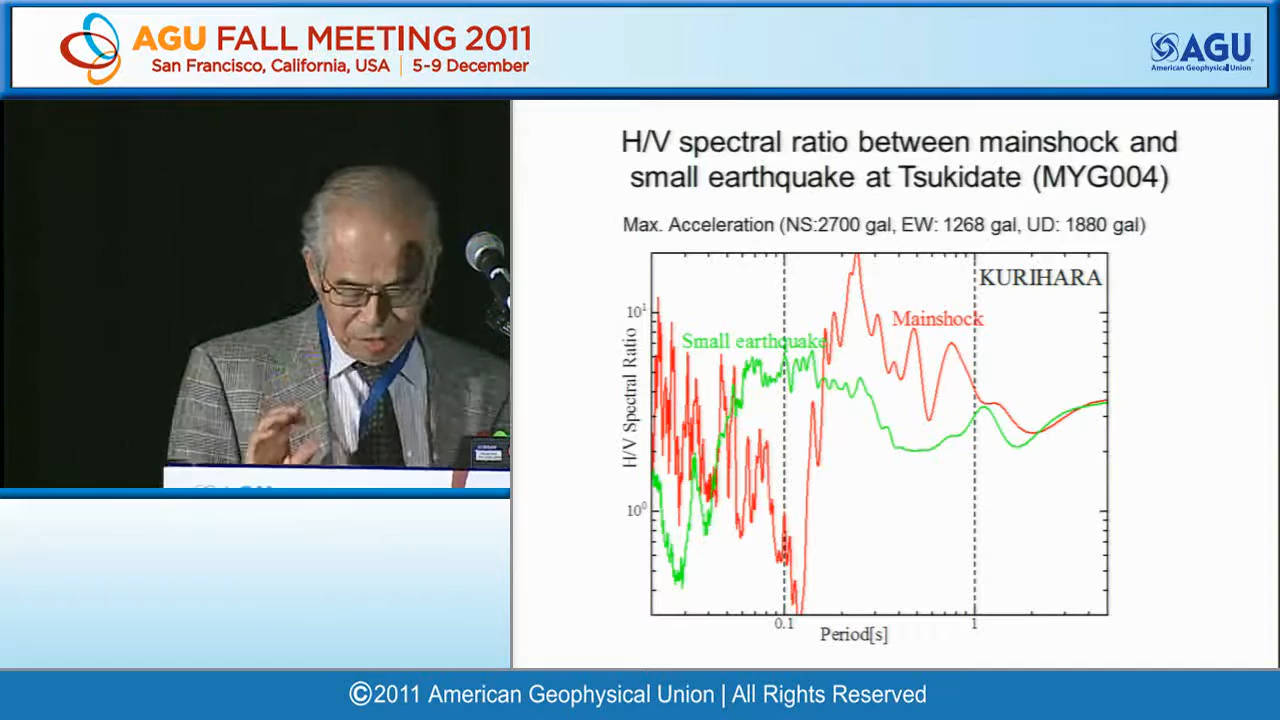 AGU FALL MEETING 2011
San Francisco, California, USA | 5-9 December
AGU
American Geophysical Union
H/V spectral ratio between mainshock and
small earthquake at Tsukidate (MYG004)
Max. Acceleration (NS:2700 gal, EW: 1268 gal, UD: 1880 gal)
KURIHARA
10¹
Mainshock
Small earthquake
H/V Spectral Ratio
10⁰
0.1
1
Period[s]
AGU
©2011 American Geophysical Union | All Rights Reserved